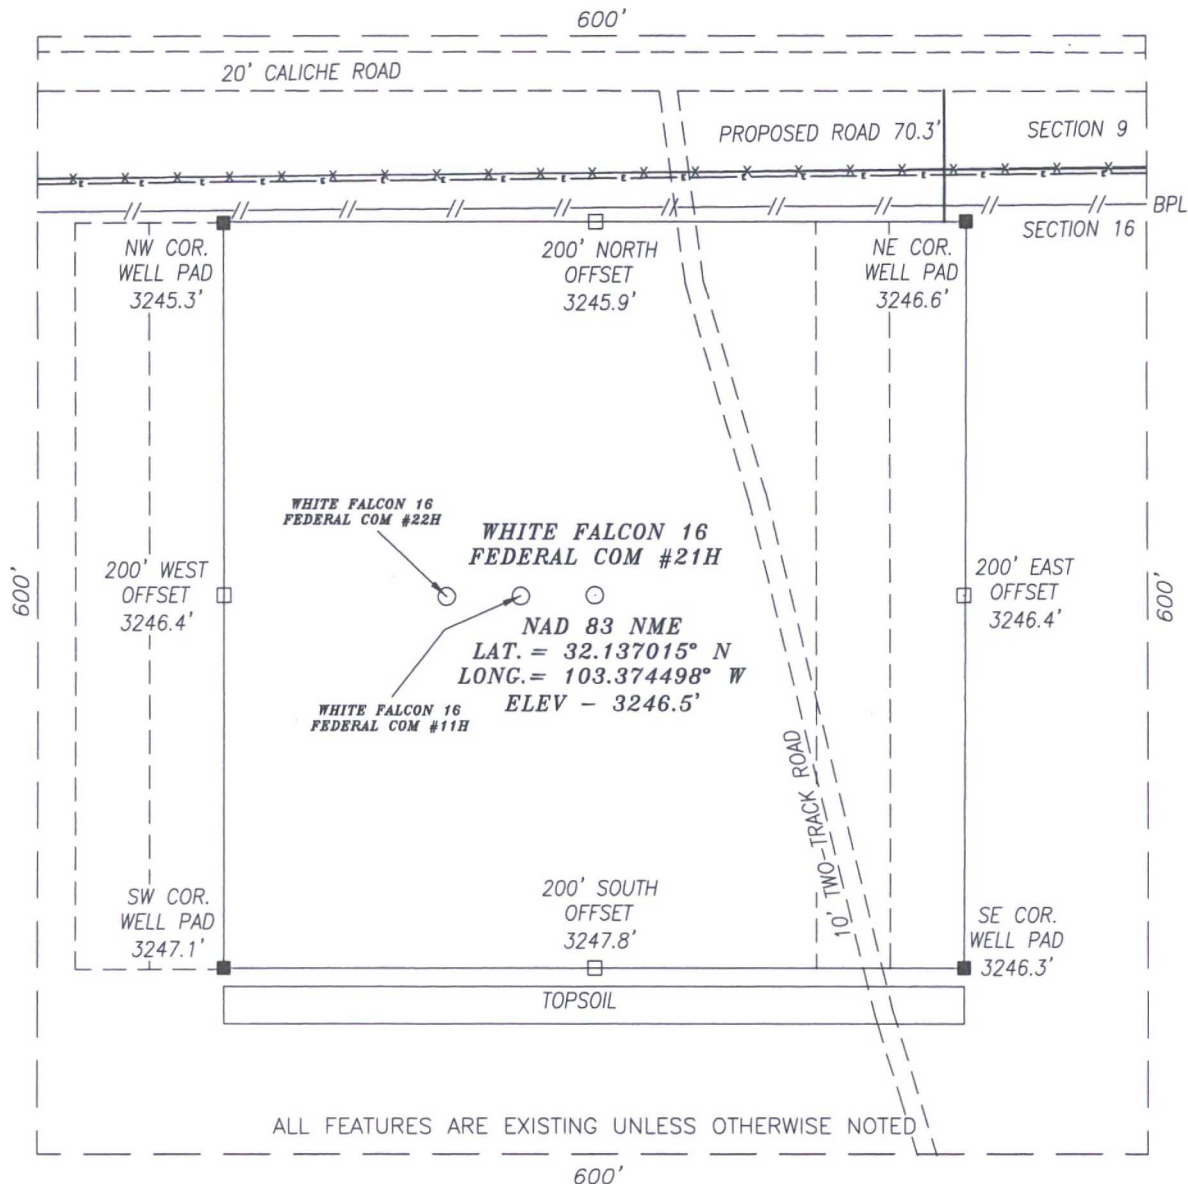 600'
20' CALICHE ROAD
PROPOSED ROAD 70.3'
SECTION 9
BPL
SECTION 16
NW COR.
WELL PAD
3245.3'
200' NORTH
OFFSET
3245.9'
NE COR.
WELL PAD
3246.6'
WHITE FALCON 16
FEDERAL COM #22H
WHITE FALCON 16
FEDERAL COM #21H
600'
200' WEST
OFFSET
3246.4'
200' EAST
OFFSET
3246.4'
600'
NAD 83 NME
LAT. = 32.137015° N
LONG.= 103.374498° W
ELEV - 3246.5'
WHITE FALCON 16
FEDERAL COM #11H
10' TWO-TRACK ROAD
SW COR.
WELL PAD
3247.1'
200' SOUTH
OFFSET
3247.8'
SE COR.
WELL PAD
3246.3'
TOPSOIL
ALL FEATURES ARE EXISTING UNLESS OTHERWISE NOTED
600'